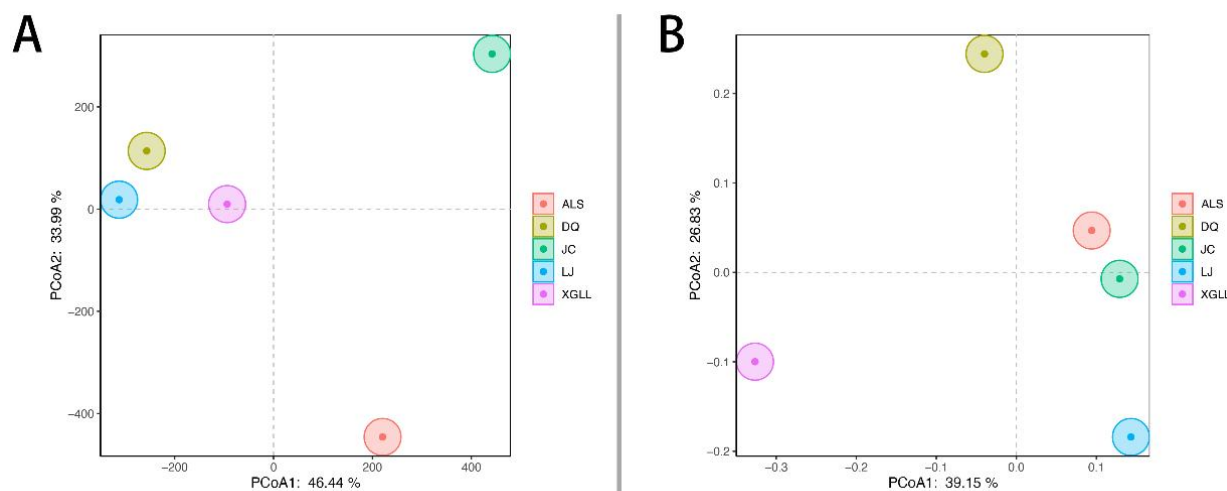 A
PCoA2: 33.99 %
200
0
−200
−400
−200
0
200
400
PCoA1: 46.44 %
ALS
DQ
JC
LJ
XGLL
B
PCoA2: 26.83 %
0.2
0.1
0.0
−0.1
−0.2
−0.3
−0.2
−0.1
0.0
0.1
PCoA1: 39.15 %
ALS
DQ
JC
LJ
XGLL